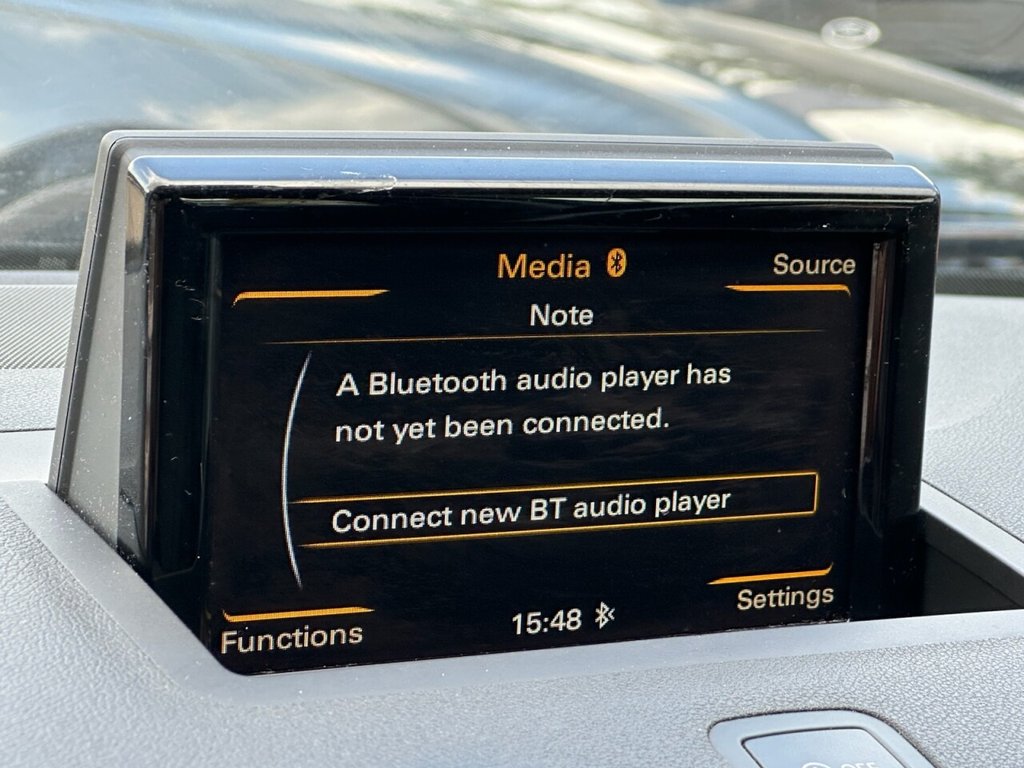 Media
Source
Note
A Bluetooth audio player has
not yet been connected.
Connect new BT audio player
Functions
15:48
Settings
OFF